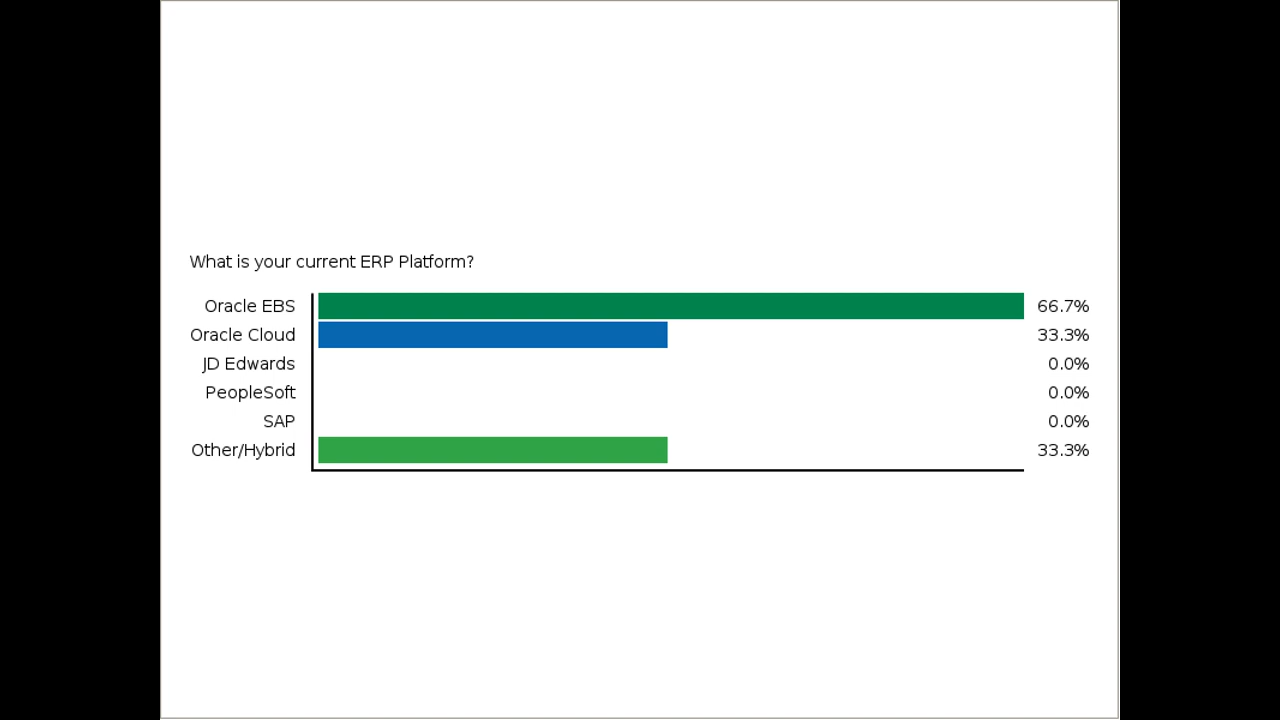 What is your current ERP Platform?
Oracle EBS 66.7%
Oracle Cloud 33.3%
JD Edwards 0.0%
PeopleSoft 0.0%
SAP 0.0%
Other/Hybrid 33.3%